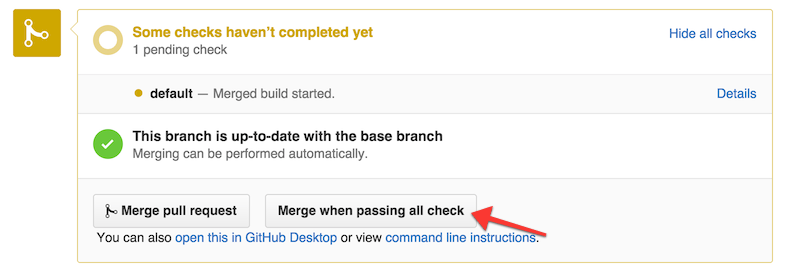 Some checks haven’t completed yet
Hide all checks
1 pending check
default — Merged build started.
Details
This branch is up-to-date with the base branch
Merging can be performed automatically.
Merge pull request
Merge when passing all check
You can also open this in GitHub Desktop or view command line instructions.